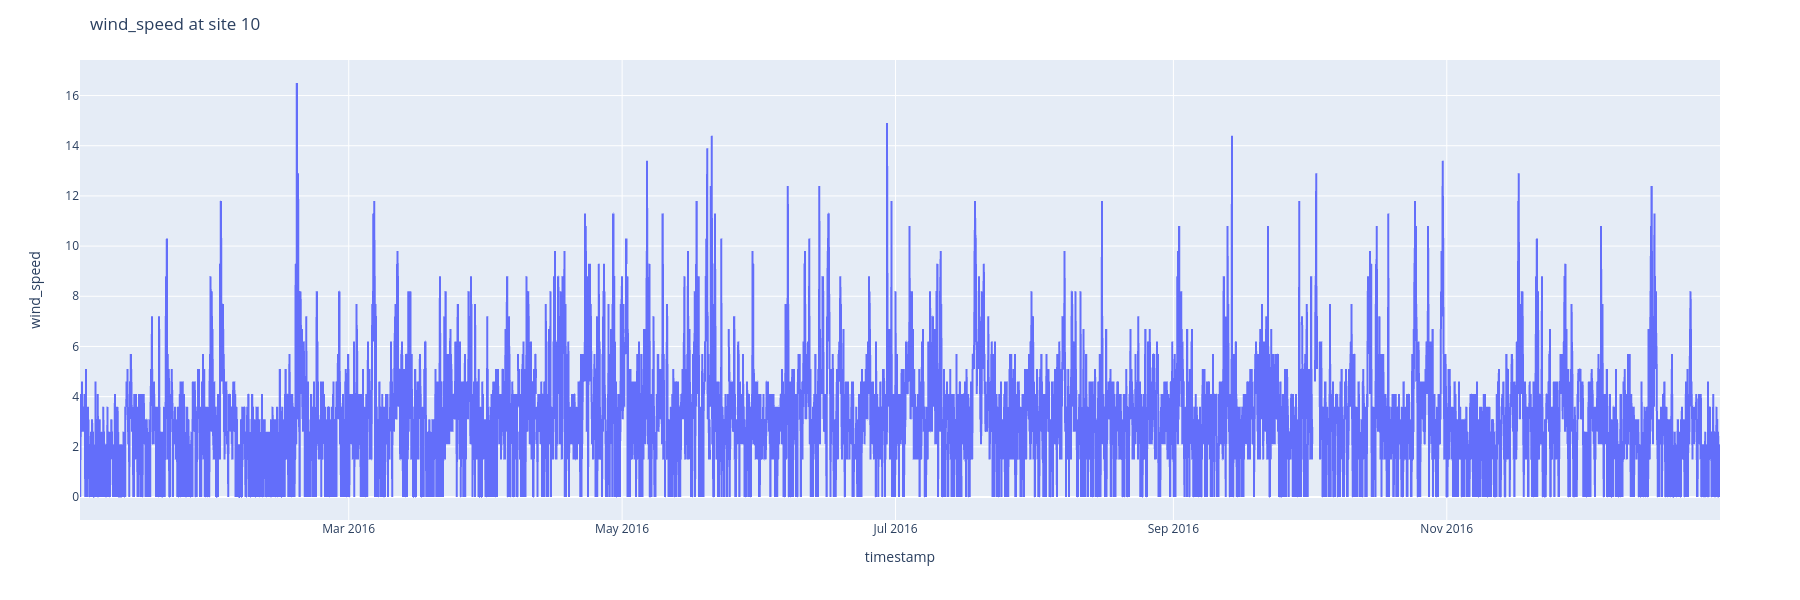 wind_speed at site 10
16
14
12
10
8
6
4
2
0
wind_speed
Mar 2016
May 2016
Jul 2016
Sep 2016
Nov 2016
timestamp